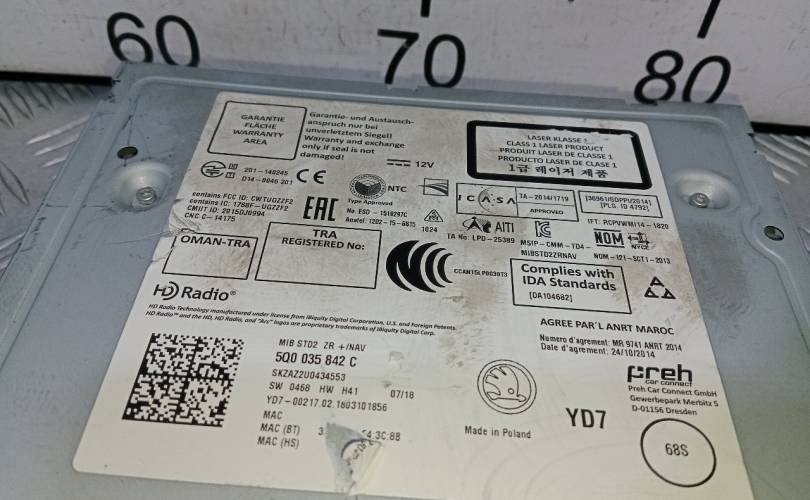 60
70
80
GARANTIE
FLÄCHE
WARRANTY
AREA
Garantie- und Austausch-
anspruch nur bei
unverletztem Siegel!
Warranty and exchange
only if seal is not
damaged!
12V
LASER KLASSE 1
CLASS 1 LASER PRODUCT
PRODUIT LASER DE CLASSE 1
PRODUCTO LASER DE CLASE 1
1급 레이저 제품
201-140245
014-0046 201
CE
NTC
Type Approved
No. ESD
ICASA
TA-2014/1719
APPROVED
[PLG. ID 4792]
contains FCC ID: CWTUGZZF2
contains IC: 1788F-UGZZF2
CMIIT ID: 2015DJ0994
CNC C-14175
EAC
1024
AITI
TA No: LPD-25389
MSIP-CMM-TD4-
MIBSTD2ZRNAV
IFT: RCPVWMI14-1820
NOM
NYCE
NOM-121-SCT1-2013
OMAN-TRA
TRA
REGISTERED No:
CCAN15LP0030T3
Complies with
IDA Standards
[DA104682]
HD Radio®
HD Radio Technology manufactured under license from iBiquity Digital Corporation. U.S. and Foreign Patents.
HD Radio™ and the HD, HD Radio, and "Arc" logos are proprietary trademarks of iBiquity Digital Corp.
AGREE PAR L ANRT MAROC
Numero d'agrement: MR 9741 ANRT 2014
Date d'agrement: 24/10/2014
MIB STD2 ZR +/NAV
5Q0 035 842 C
SKZAZ2U0434553
SW 0468 HW H41 07/18
YD7-00217.02.1803101856
MAC
MAC (BT) 3 C4:3C:8B
MAC (HS)
Made in Poland
YD7
preh
car connect
Preh Car Connect GmbH
Gewerbepark Merbitz 5
D-01156 Dresden
68S